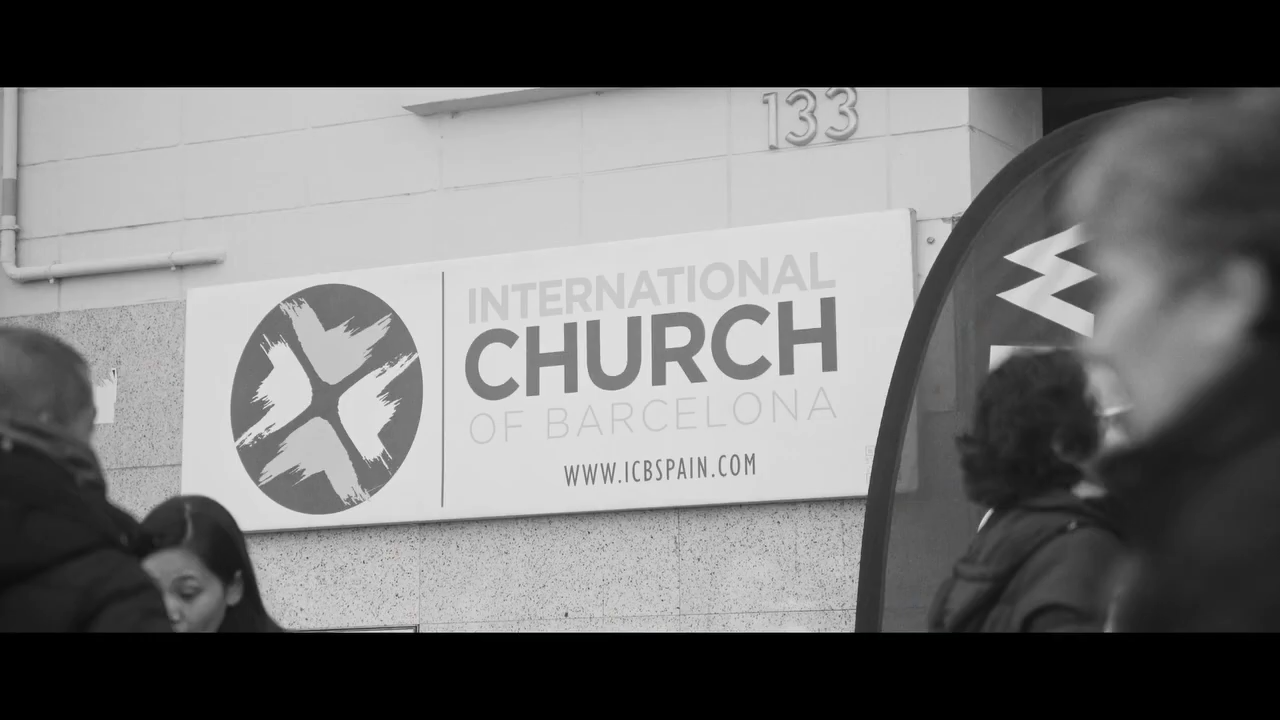 133
INTERNATIONAL
CHURCH
OF BARCELONA
WWW.ICBSPAIN.COM